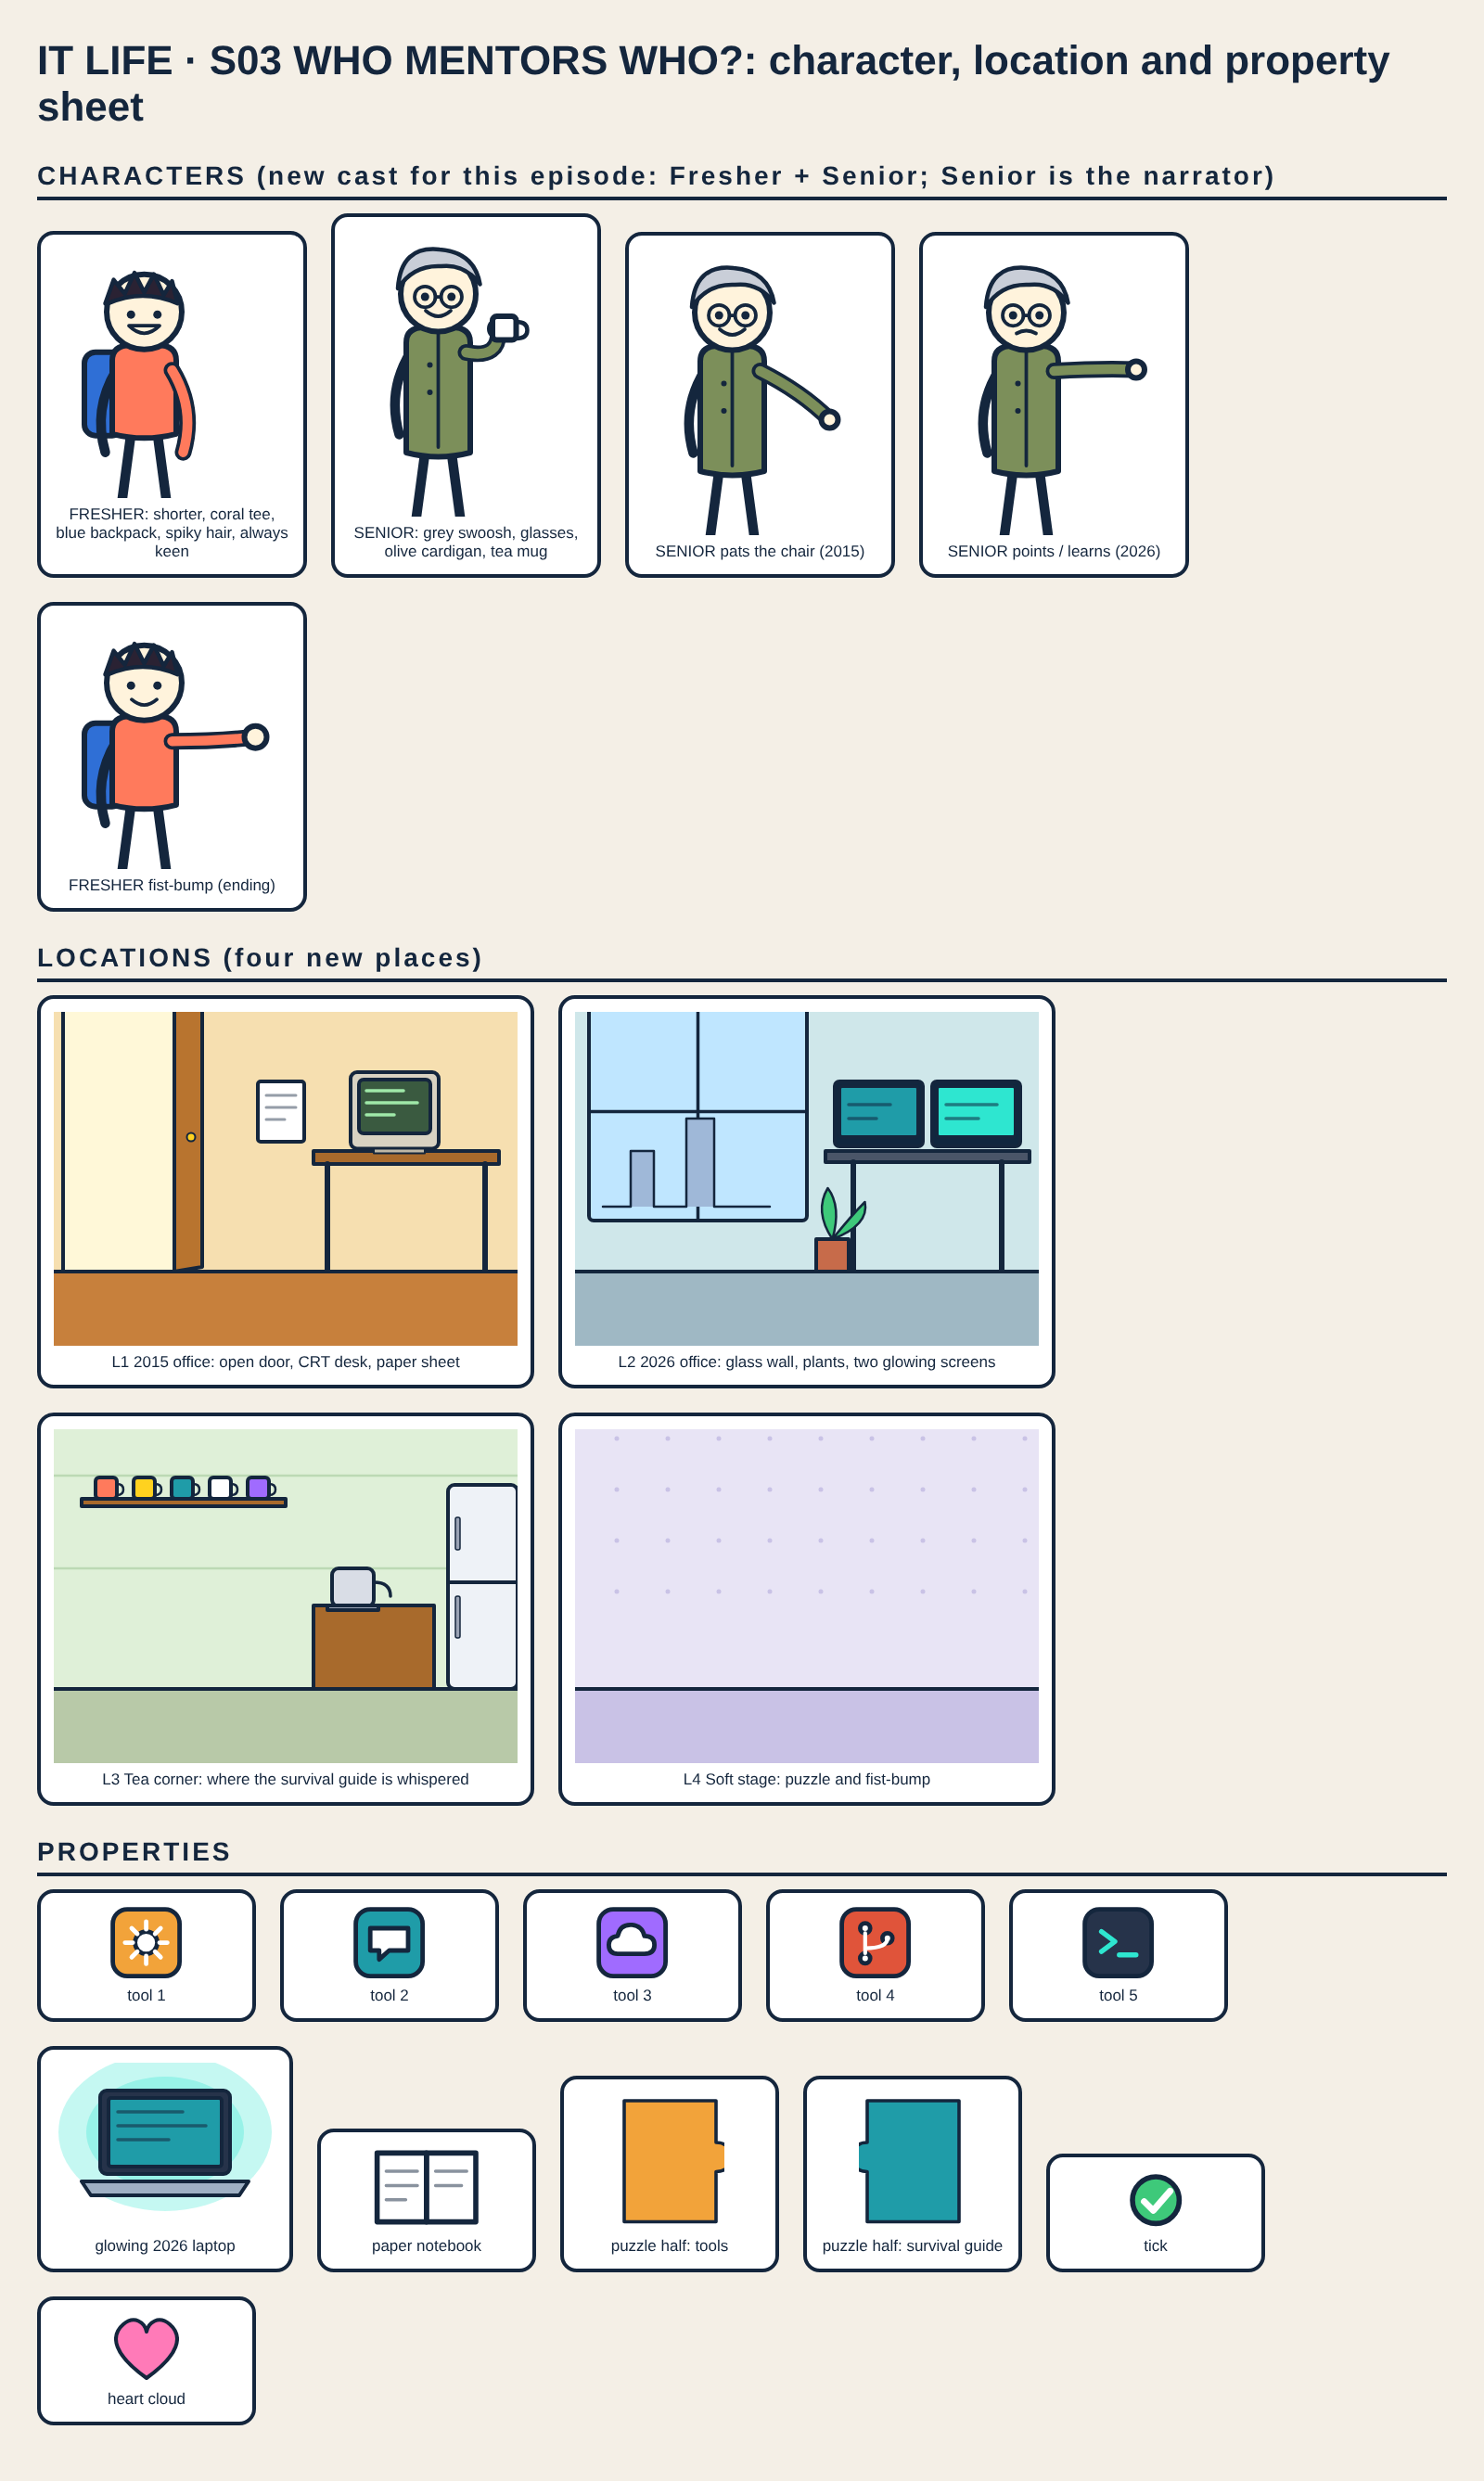 IT LIFE · S03 WHO MENTORS WHO?: character, location and property
sheet
CHARACTERS (new cast for this episode: Fresher + Senior; Senior is the narrator)
FRESHER: shorter, coral tee,
blue backpack, spiky hair, always
keen
SENIOR: grey swoosh, glasses,
olive cardigan, tea mug
SENIOR pats the chair (2015)
SENIOR points / learns (2026)
FRESHER fist-bump (ending)
LOCATIONS (four new places)
L1 2015 office: open door, CRT desk, paper sheet
L2 2026 office: glass wall, plants, two glowing screens
L3 Tea corner: where the survival guide is whispered
L4 Soft stage: puzzle and fist-bump
PROPERTIES
tool 1
tool 2
tool 3
tool 4
tool 5
glowing 2026 laptop
paper notebook
puzzle half: tools
puzzle half: survival guide
tick
heart cloud